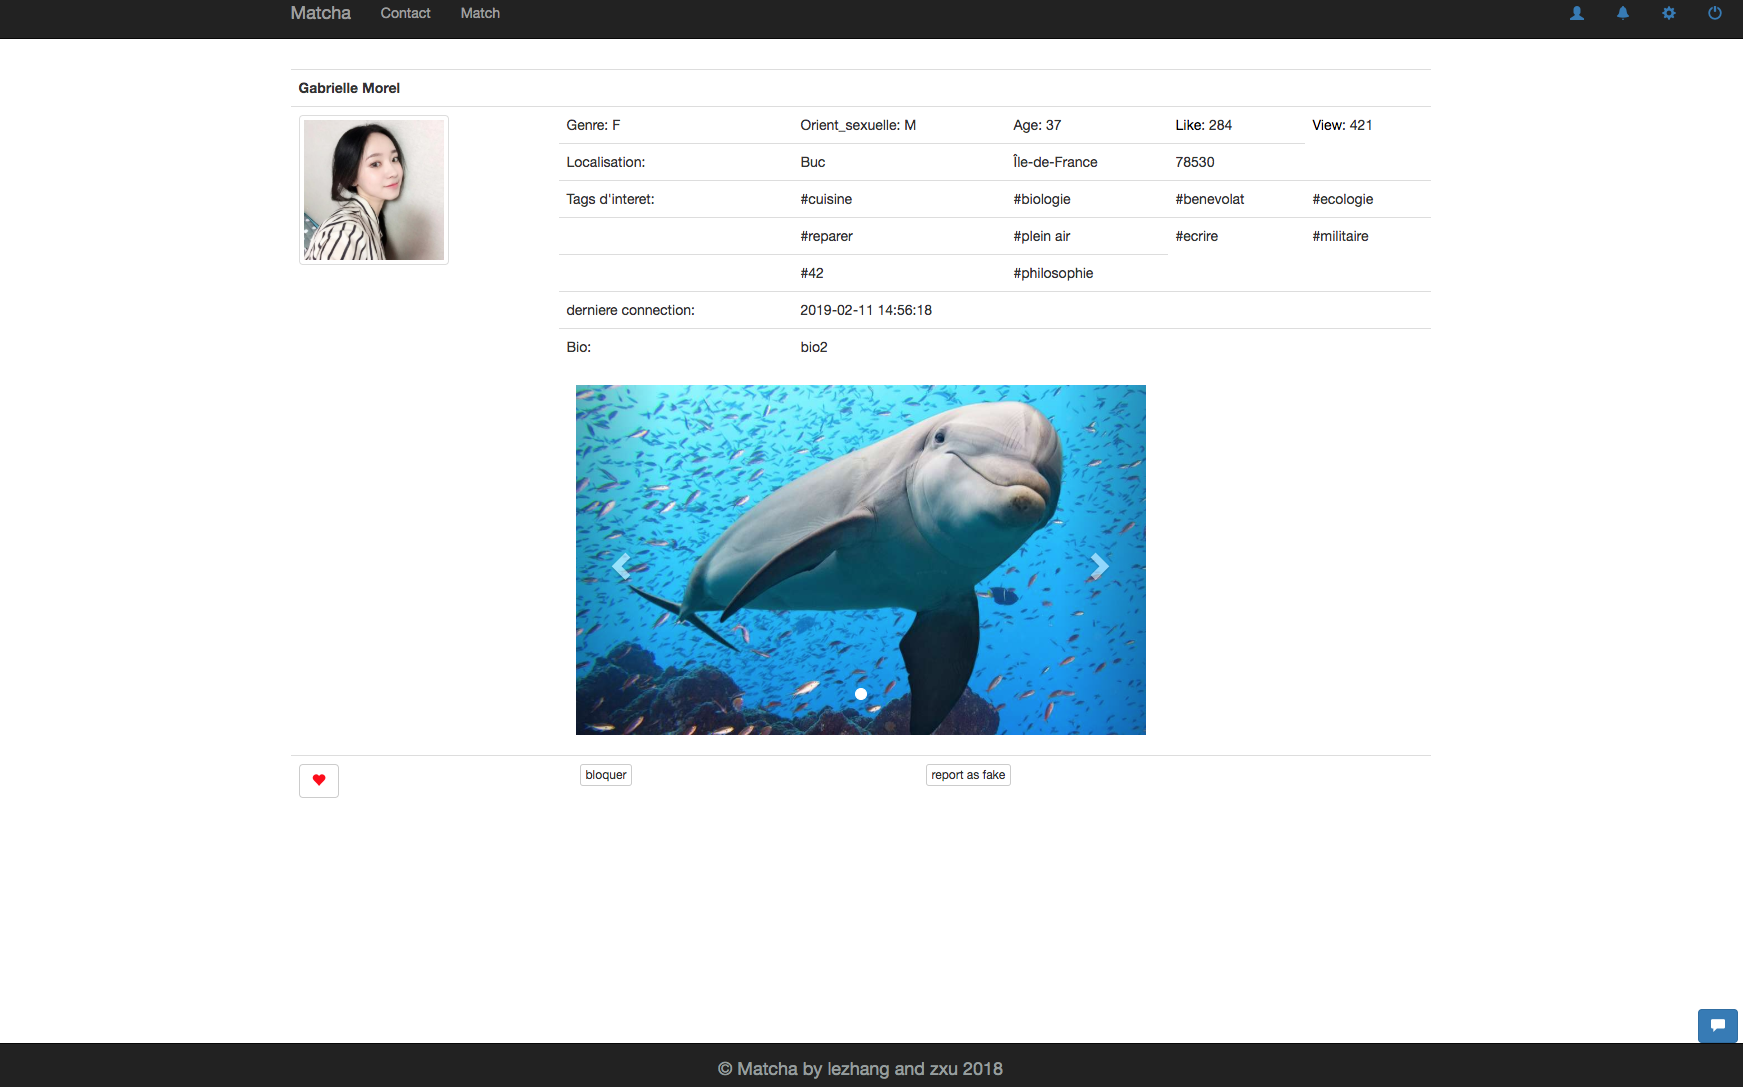 Matcha Contact Match
Gabrielle Morel
Genre: F Orient_sexuelle: M Age: 37 Like: 284 View: 421
Localisation: Buc Île-de-France 78530
Tags d'interet: #cuisine #biologie #benevolat #ecologie
#reparer #plein air #ecrire #militaire
#42 #philosophie
derniere connection: 2019-02-11 14:56:18
Bio: bio2
bloquer report as fake
© Matcha by lezhang and zxu 2018